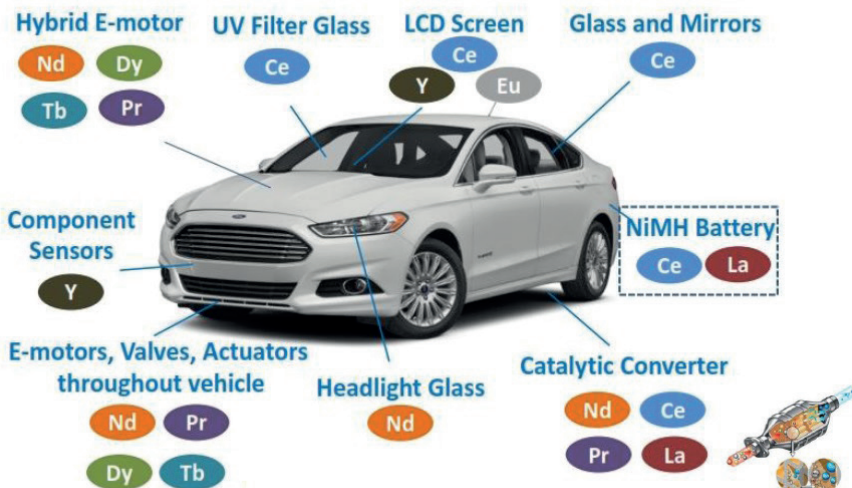 Hybrid E-motor
Nd Dy
Tb Pr
UV Filter Glass
Ce
LCD Screen
Ce
Y Eu
Glass and Mirrors
Ce
Component
Sensors
Y
NiMH Battery
Ce La
E-motors, Valves, Actuators
throughout vehicle
Nd Pr
Dy Tb
Headlight Glass
Nd
Catalytic Converter
Nd Ce
Pr La